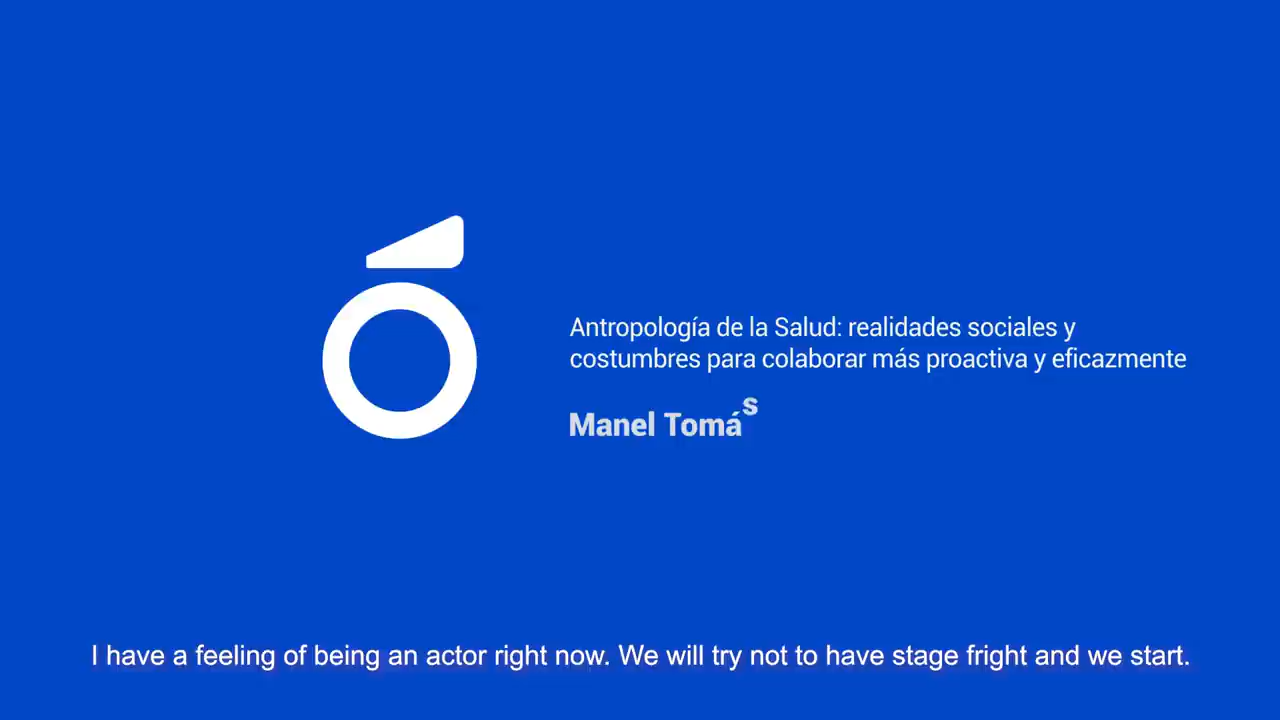 Antropología de la Salud: realidades sociales y
costumbres para colaborar más proactiva y eficazmente
Manel Tomás
I have a feeling of being an actor right now. We will try not to have stage fright and we start.